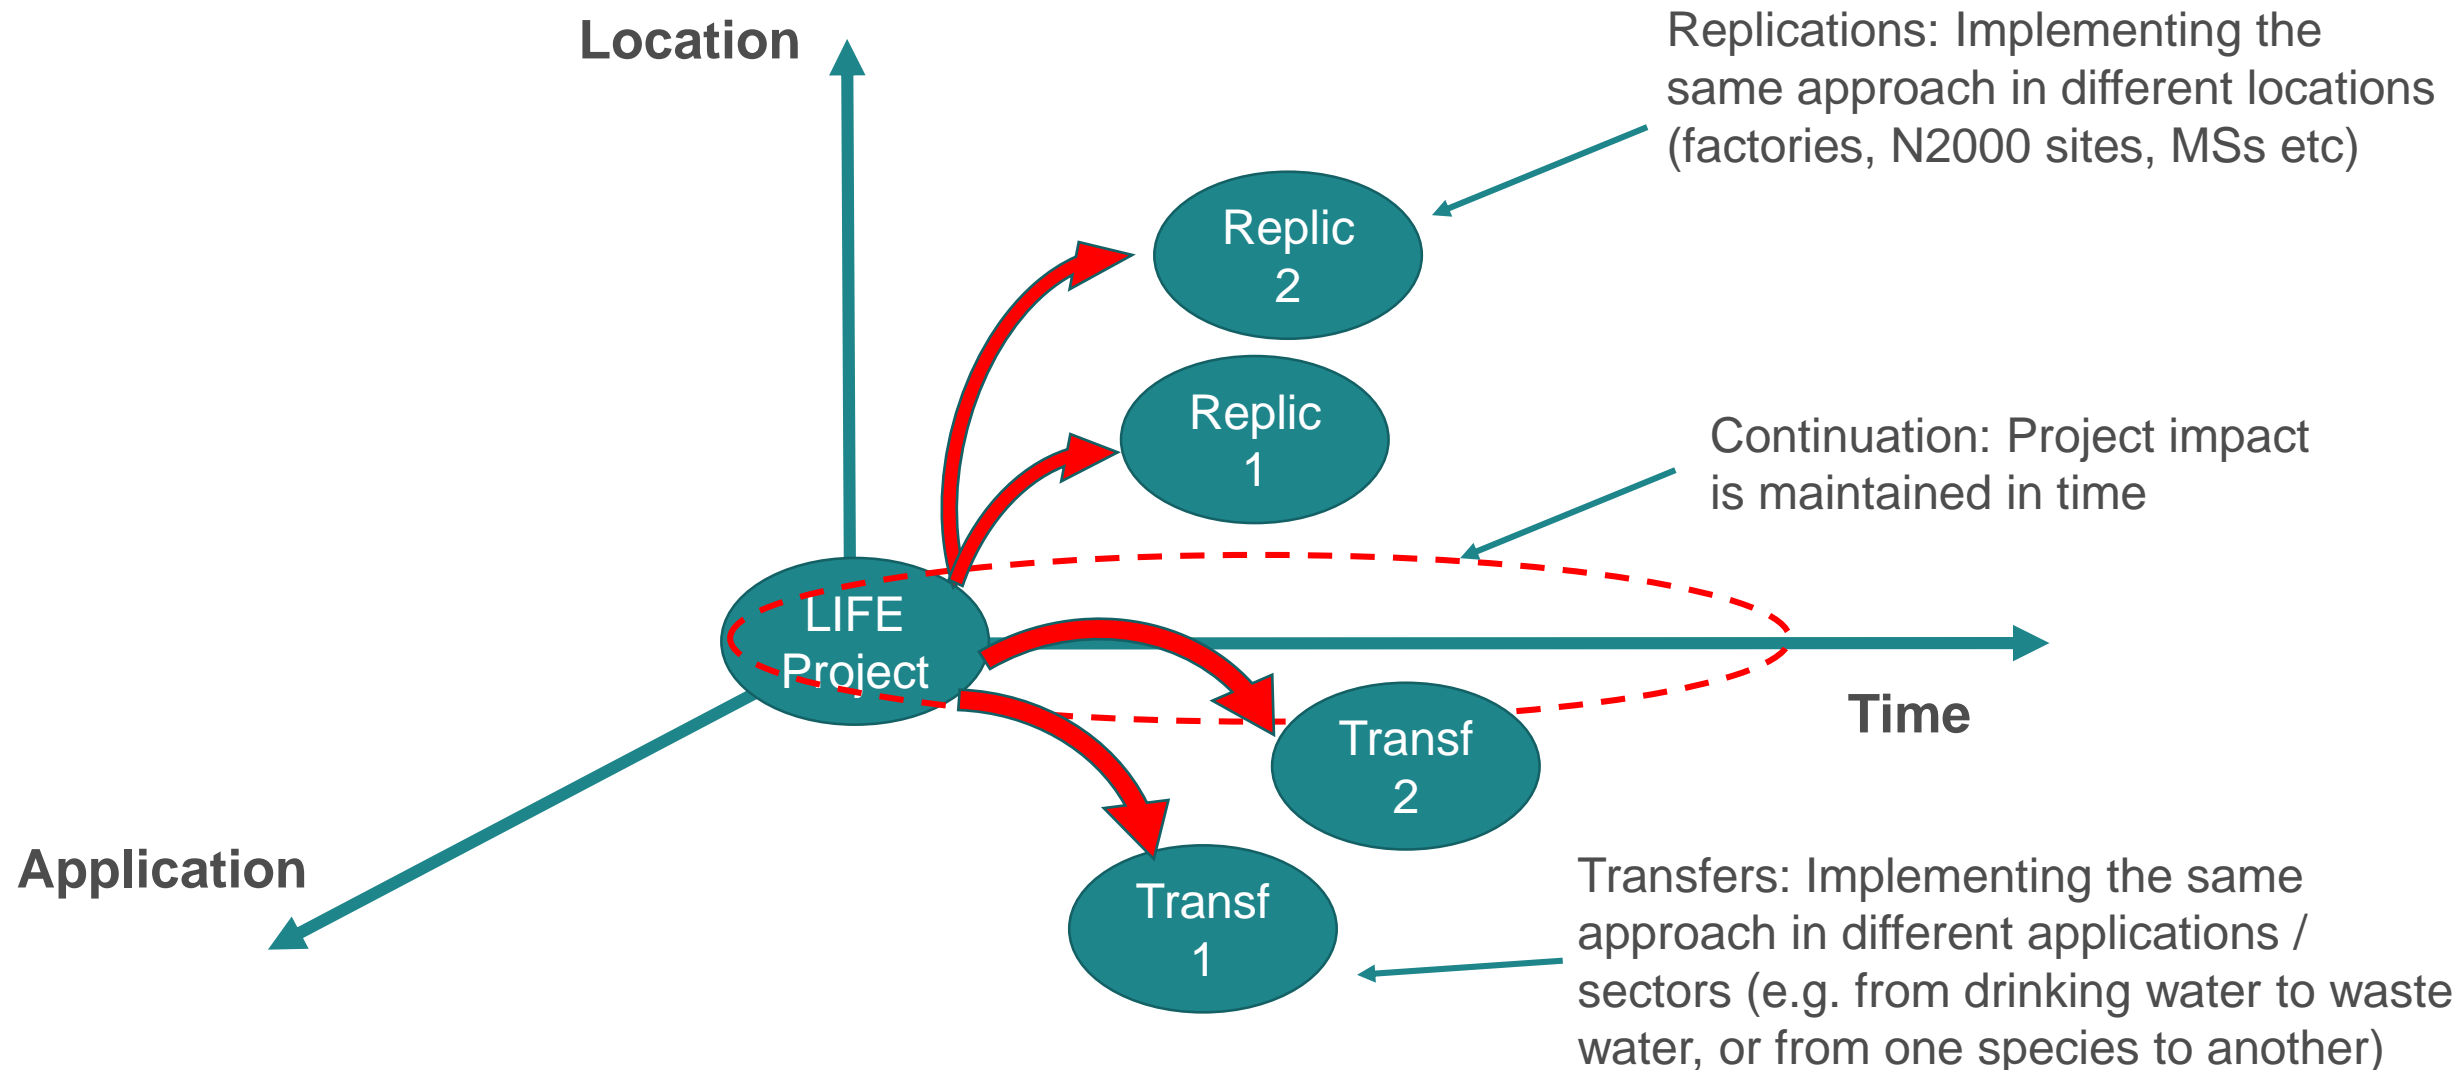 Location
Replications: Implementing the
same approach in different locations
(factories, N2000 sites, MSs etc)
Replic
2
Replic
1
Continuation: Project impact
is maintained in time
LIFE
Project
Time
Transf
2
Application
Transf
1
Transfers: Implementing the same
approach in different applications /
sectors (e.g. from drinking water to waste
water, or from one species to another)